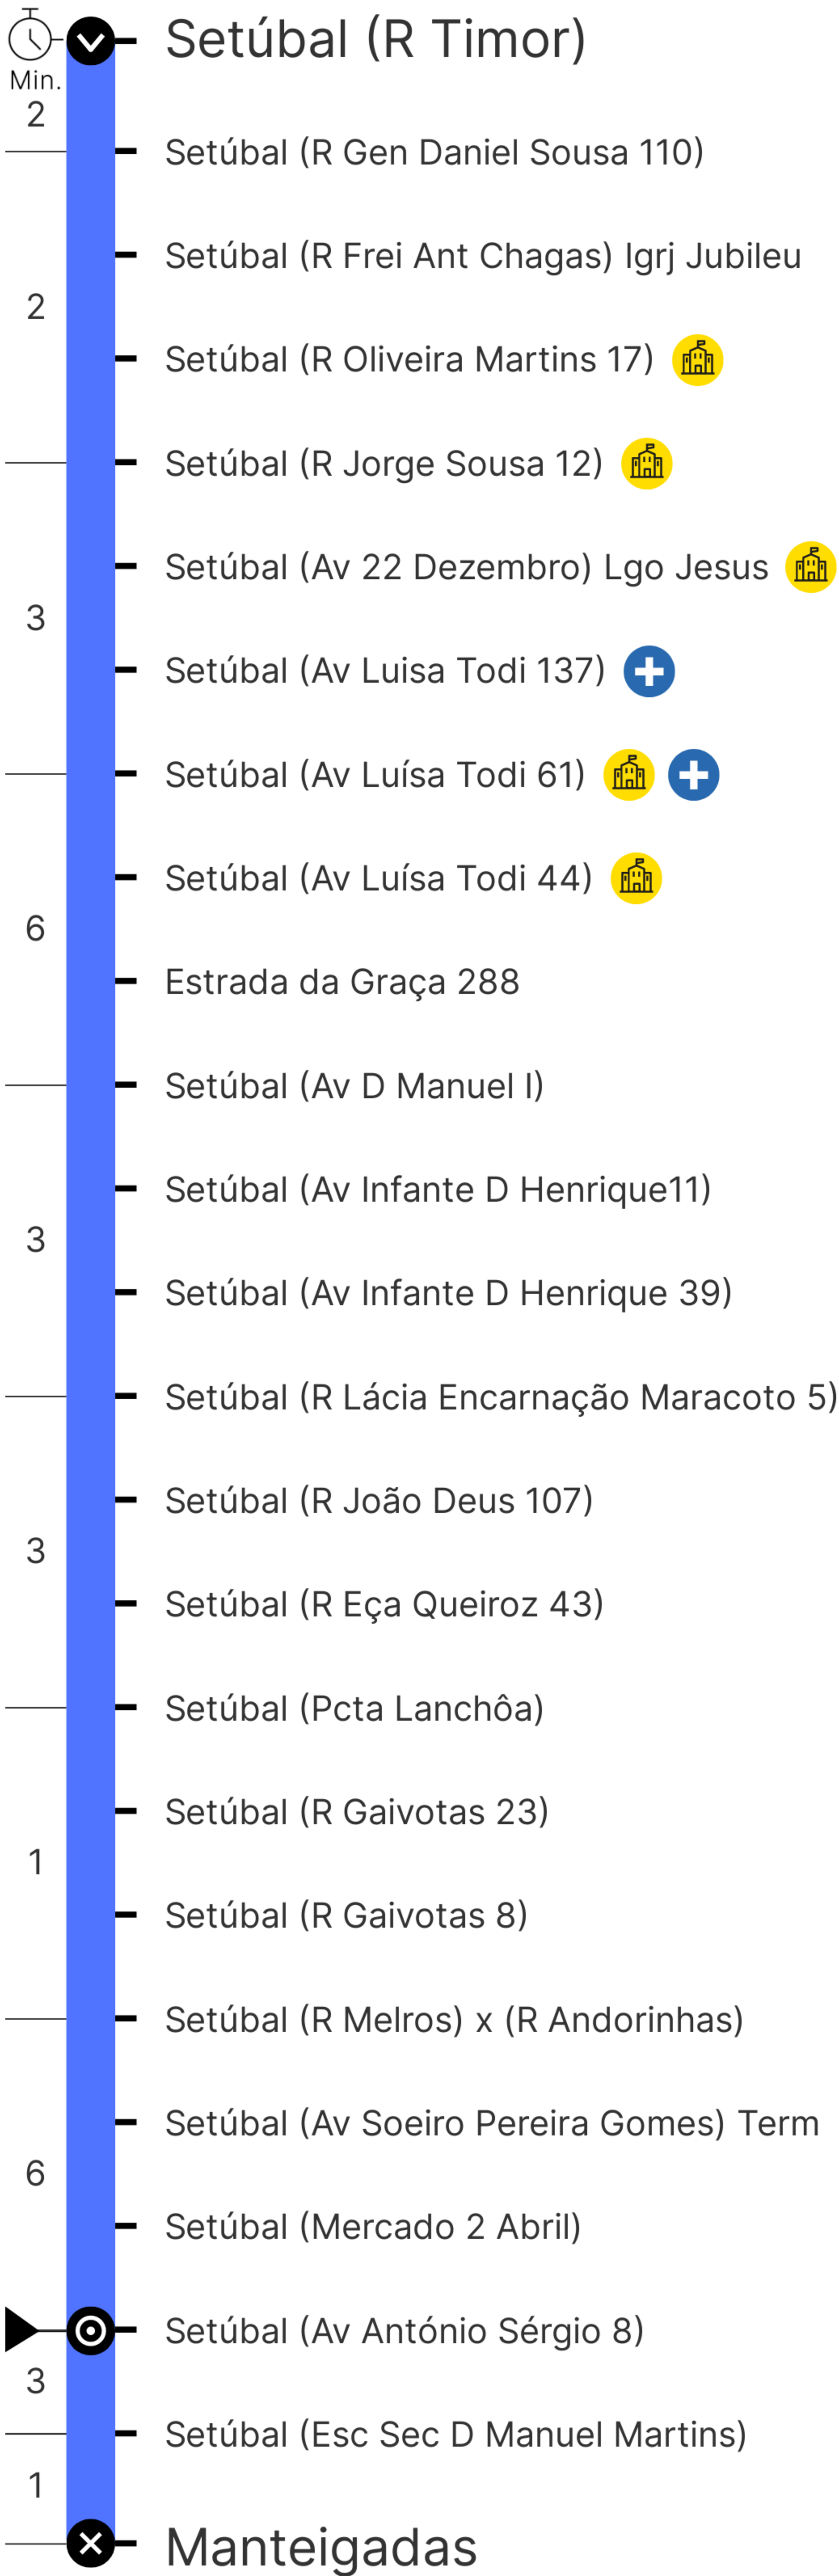 Setúbal (R Timor)
Min.
2
Setúbal (R Gen Daniel Sousa 110)
Setúbal (R Frei Ant Chagas) Igrj Jubileu
2
Setúbal (R Oliveira Martins 17)
Setúbal (R Jorge Sousa 12)
Setúbal (Av 22 Dezembro) Lgo Jesus
3
Setúbal (Av Luisa Todi 137)
Setúbal (Av Luísa Todi 61)
Setúbal (Av Luísa Todi 44)
6
Estrada da Graça 288
Setúbal (Av D Manuel I)
Setúbal (Av Infante D Henrique11)
3
Setúbal (Av Infante D Henrique 39)
Setúbal (R Lácia Encarnação Maracoto 5)
Setúbal (R João Deus 107)
3
Setúbal (R Eça Queiroz 43)
Setúbal (Pcta Lanchôa)
Setúbal (R Gaivotas 23)
1
Setúbal (R Gaivotas 8)
Setúbal (R Melros) x (R Andorinhas)
Setúbal (Av Soeiro Pereira Gomes) Term
6
Setúbal (Mercado 2 Abril)
Setúbal (Av António Sérgio 8)
3
Setúbal (Esc Sec D Manuel Martins)
1
Manteigadas